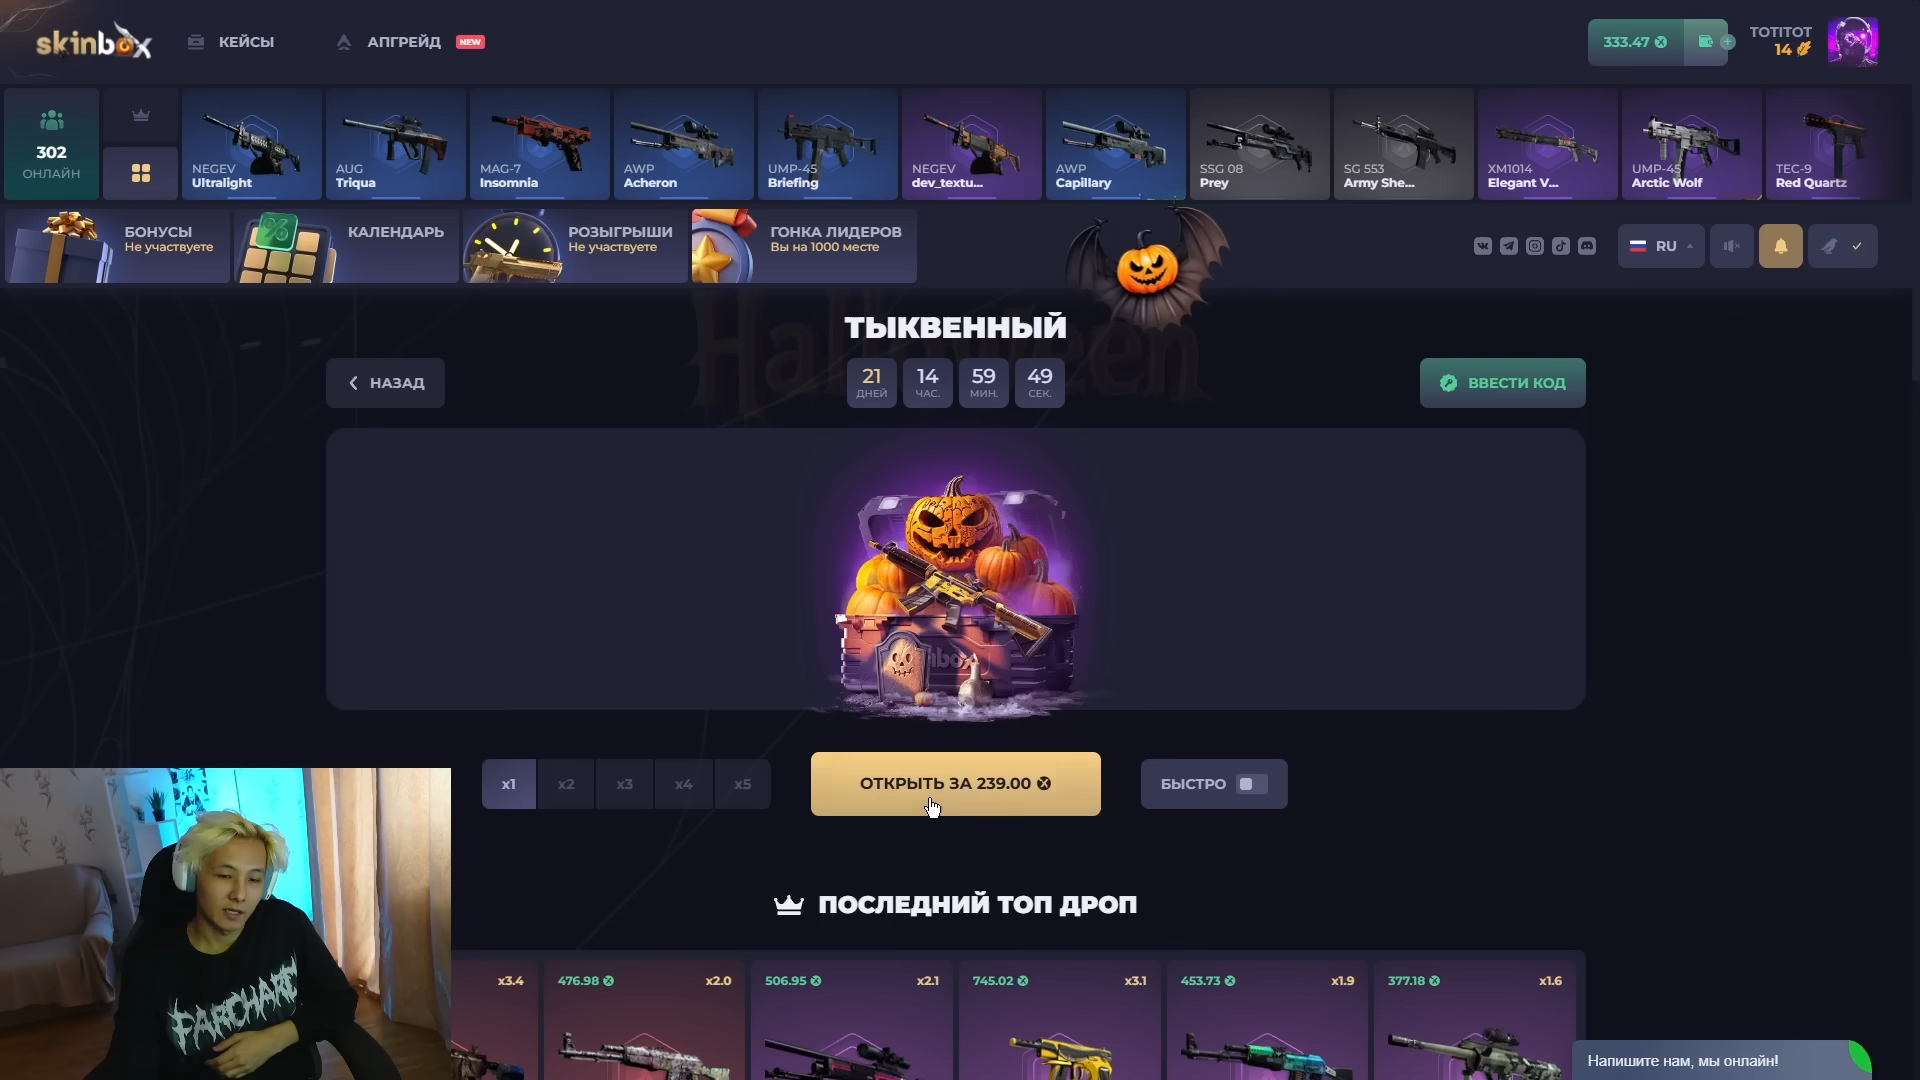 skinbox
КЕЙСЫ
АПГРЕЙД NEW
333.47
TOTITOT
14
302
ОНЛАЙН
NEGEV
Ultralight
AUG
Triqua
MAG-7
Insomnia
AWP
Acheron
UMP-45
Briefing
NEGEV
dev_textu...
AWP
Capillary
SSG 08
Prey
SG 553
Army She...
XM1014
Elegant V...
UMP-45
Arctic Wolf
TEC-9
Red Quartz
БОНУСЫ
Не участвуете
КАЛЕНДАРЬ
РОЗЫГРЫШИ
Не участвуете
ГОНКА ЛИДЕРОВ
Вы на 1000 месте
RU
Halloween
ТЫКВЕННЫЙ
НАЗАД
21 14 59 49
ДНЕЙ ЧАС. МИН. СЕК.
ВВЕСТИ КОД
x1 x2 x3 x4 x5
ОТКРЫТЬ ЗА 239.00
БЫСТРО
ПОСЛЕДНИЙ ТОП ДРОП
x3.4
476.98 x2.0
506.95 x2.1
745.02 x3.1
453.73 x1.9
377.18 x1.6
Напишите нам, мы онлайн!